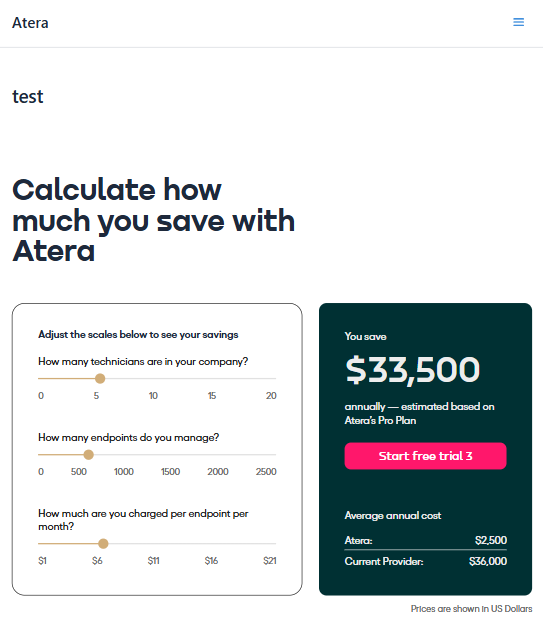 Atera
test
Calculate how
much you save with
Atera
Adjust the scales below to see your savings
How many technicians are in your company?
0 5 10 15 20
How many endpoints do you manage?
0 500 1000 1500 2000 2500
How much are you charged per endpoint per
month?
$1 $6 $11 $16 $21
You save
$33,500
annually — estimated based on
Atera's Pro Plan
Start free trial 3
Average annual cost
Atera: $2,500
Current Provider: $36,000
Prices are shown in US Dollars